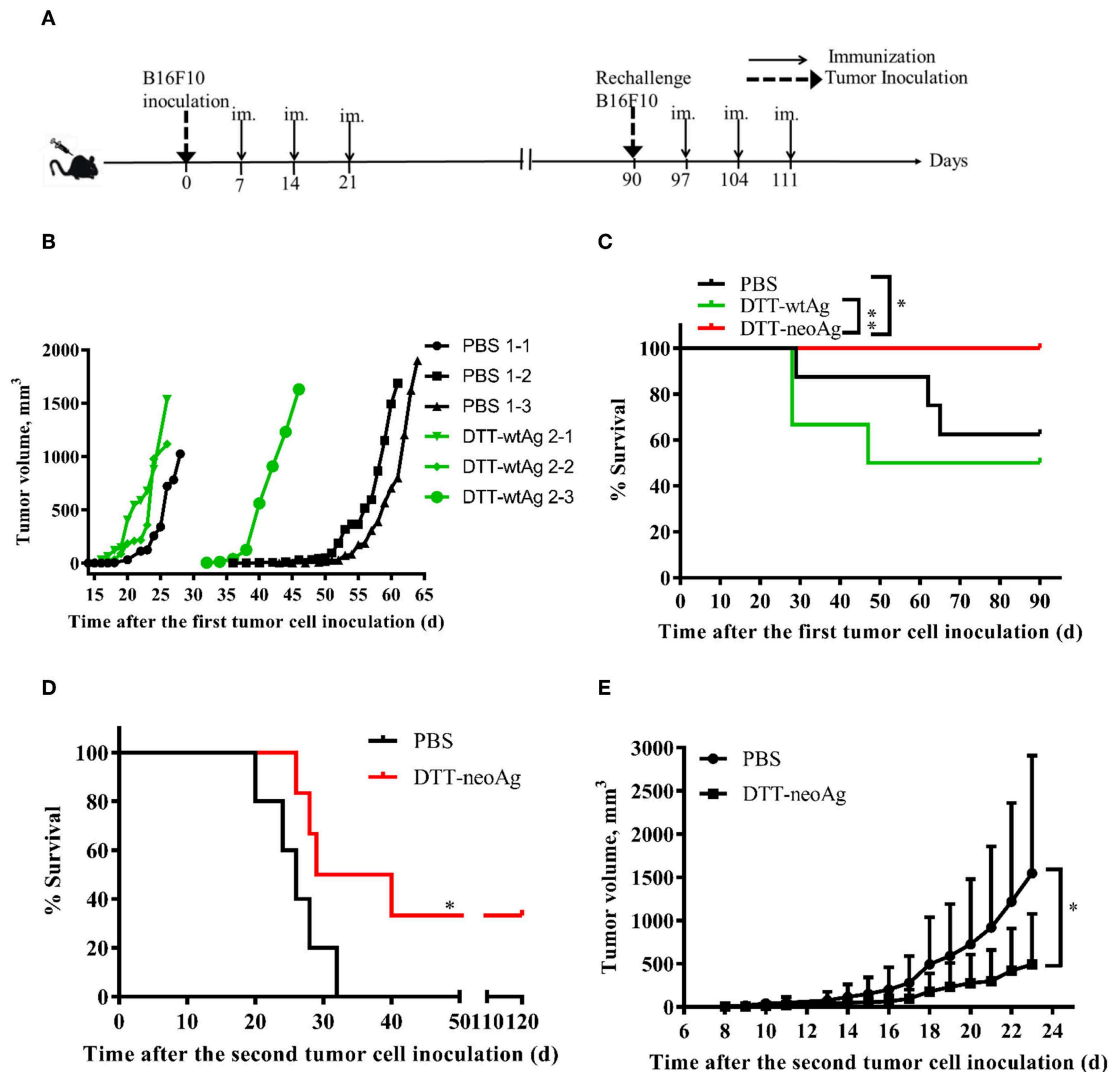 A
B16F10
inoculation
im.
im.
im.
Rechallenge
B16F10
im.
im.
im.
Immunization
Tumor Inoculation
0
7
14
21
90
97
104
111
Days
B
Tumor volume, mm³
2000
1500
1000
500
0
15
20
25
30
35
40
45
50
55
60
65
Time after the first tumor cell inoculation (d)
PBS 1-1
PBS 1-2
PBS 1-3
DTT-wtAg 2-1
DTT-wtAg 2-2
DTT-wtAg 2-3
C
PBS
DTT-wtAg
DTT-neoAg
**
*
% Survival
100
80
60
40
20
0
0
10
20
30
40
50
60
70
80
90
Time after the first tumor cell inoculation (d)
D
PBS
DTT-neoAg
% Survival
100
80
60
40
20
0
*
0
10
20
30
40
50
110
120
Time after the second tumor cell inoculation (d)
E
PBS
DTT-neoAg
Tumor volume, mm³
3000
2500
2000
1500
1000
500
0
*
6
8
10
12
14
16
18
20
22
24
Time after the second tumor cell inoculation (d)